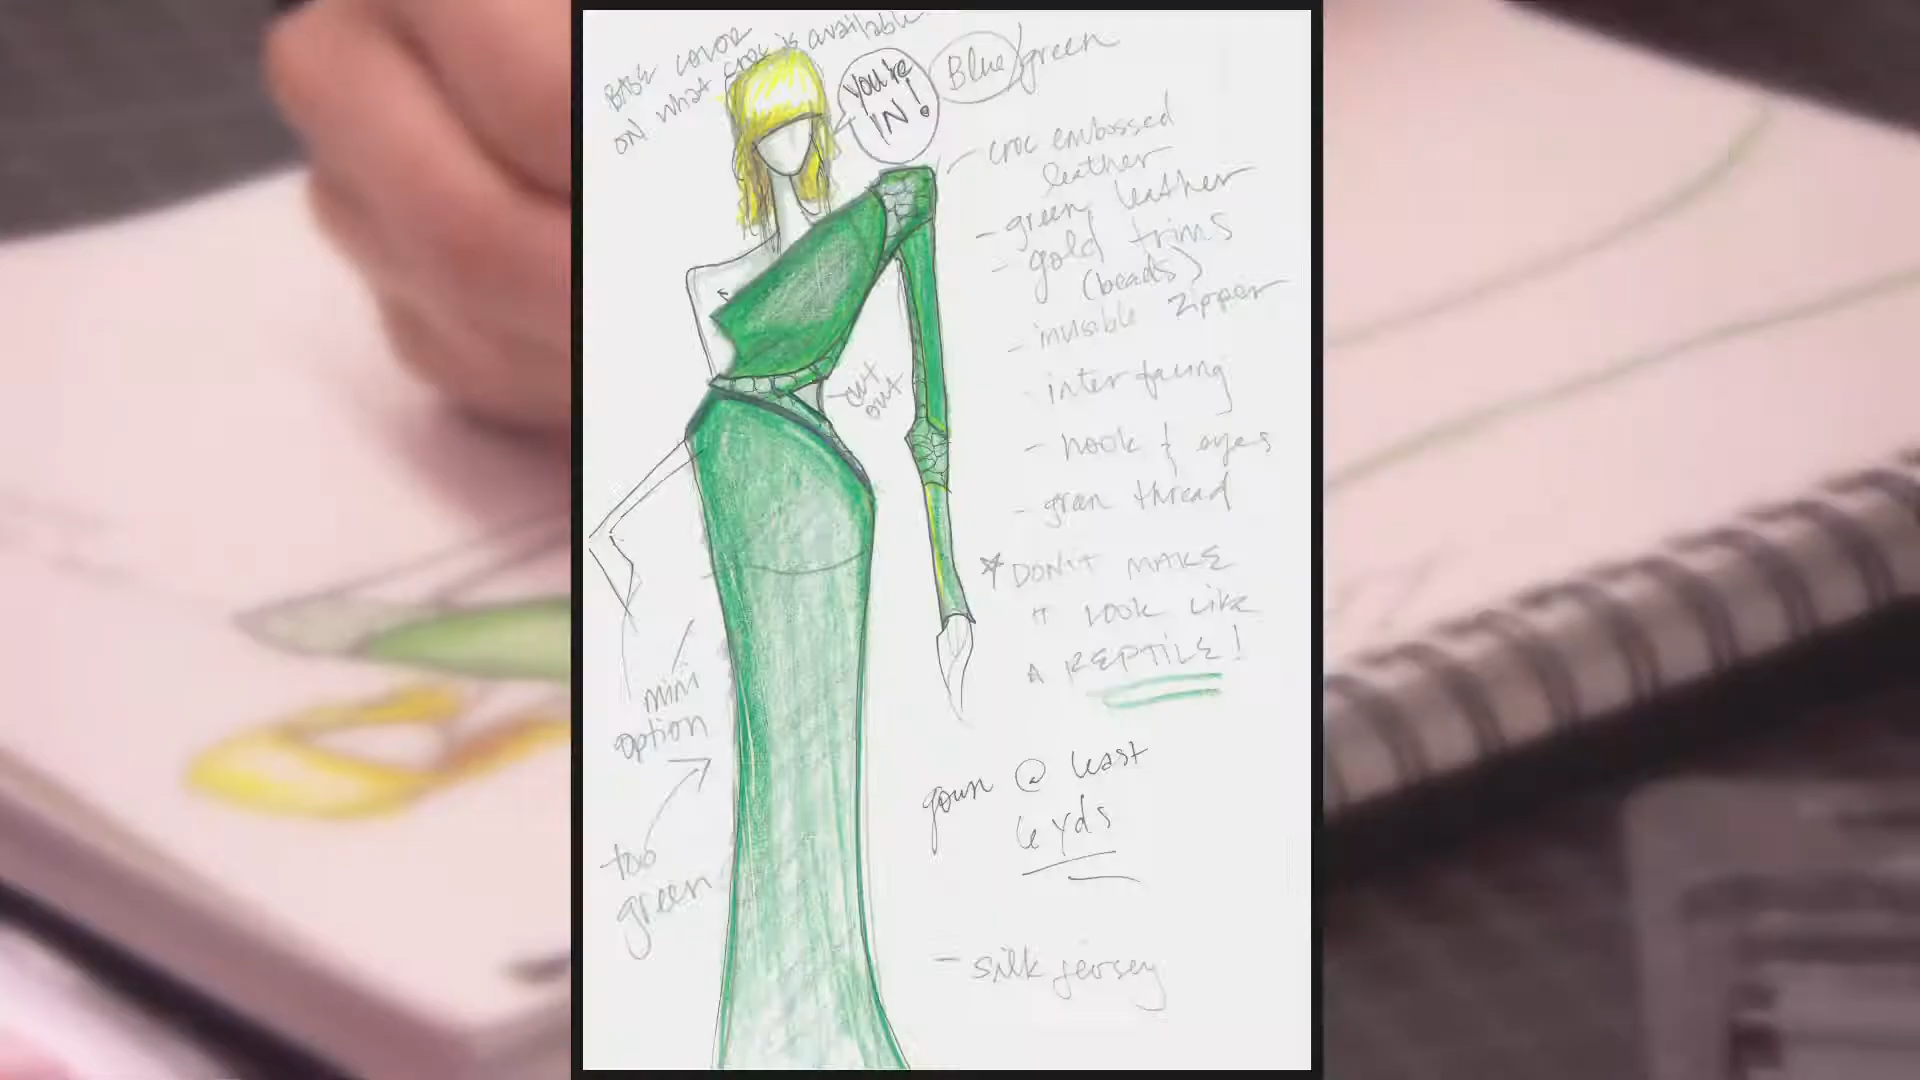 BASE COLOR
ON what croc is available
you're
IN!
Blue/green
croc embossed
leather
- green leather
- gold trims
(beads)
- invisible zipper
- interfacing
- hook & eyes
- green thread
cut
out
* DON'T MAKE
IT LOOK LIKE
A REPTILE!
mini
option
too
green
gown @ least
6 yds
- silk jersey